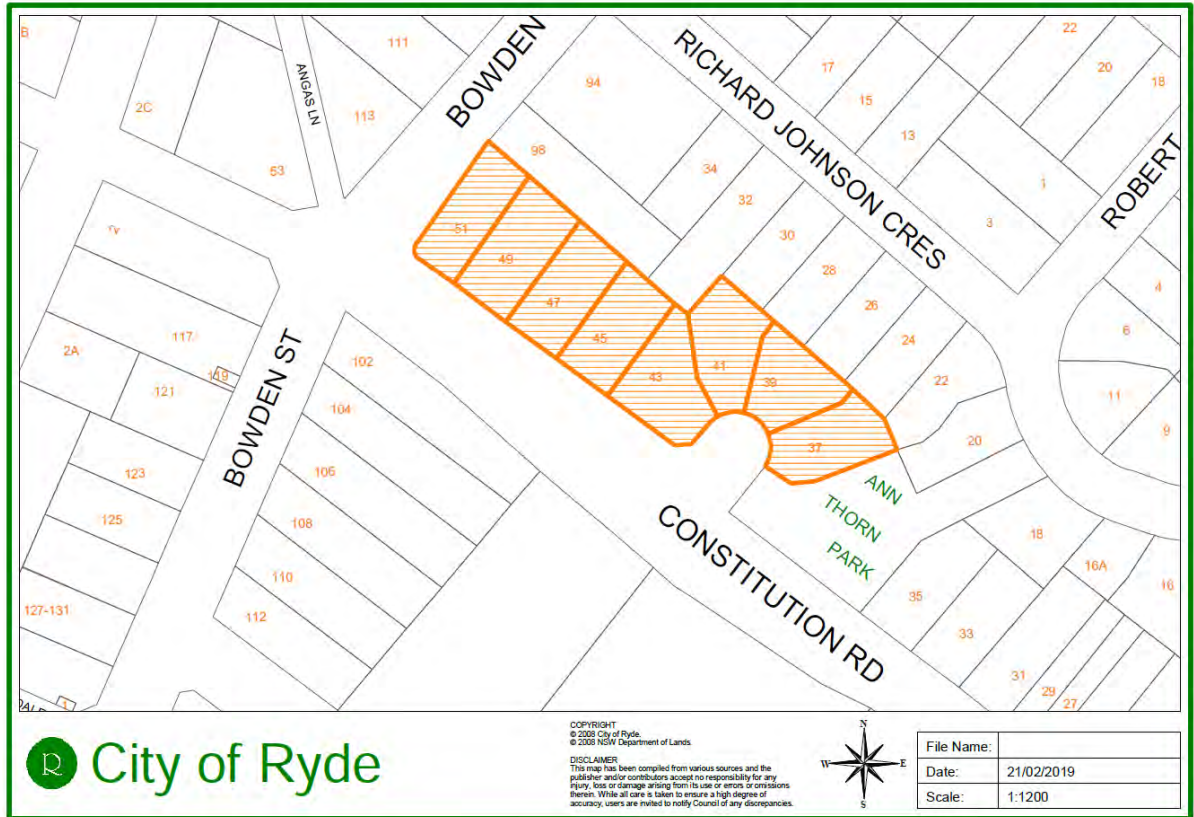 B
111
22
17
20
18
94
2C
ANGAS LN
BOWDEN
RICHARD JOHNSON CRES
15
113
13
98
63
34
1
ROBERT
32
3
51
30
4
49
28
47
26
6
117
45
24
2A
102
41
119
43
39
22
121
11
104
BOWDEN ST
9
20
37
123
106
ANN
THORN
PARK
125
108
CONSTITUTION RD
18
16A
110
16
35
127-131
112
33
31
29
27
1
City of Ryde
COPYRIGHT
© 2008 City of Ryde.
© 2008 NSW Department of Lands.
DISCLAIMER
This map has been compiled from various sources and the
publisher and/or contributors accept no responsibility for any
injury, loss or damage arising from its use or errors or omissions
therein. While all care is taken to ensure a high degree of
accuracy, users are invited to notify Council of any discrepancies.
N
W
E
S
File Name:
Date: 21/02/2019
Scale: 1:1200